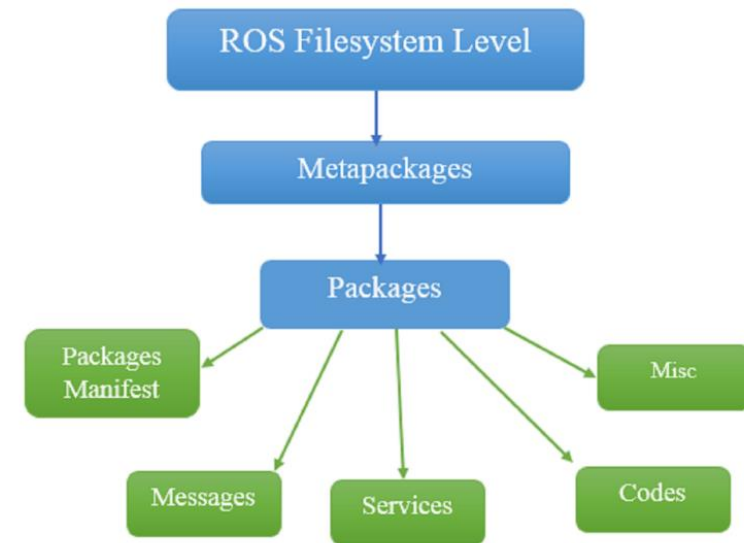 ROS Filesystem Level
Metapackages
Packages
Packages
Manifest
Misc
Messages
Services
Codes